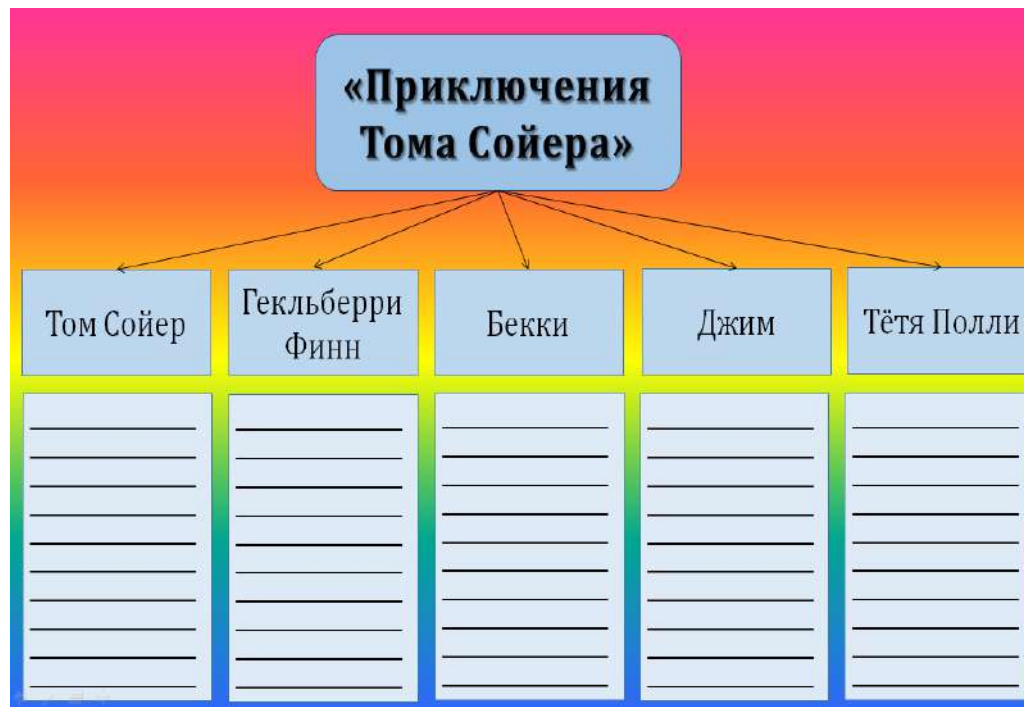 «Приключения
Тома Сойера»
Том Сойер
Гекльберри
Финн
Бекки
Джим
Тётя Полли